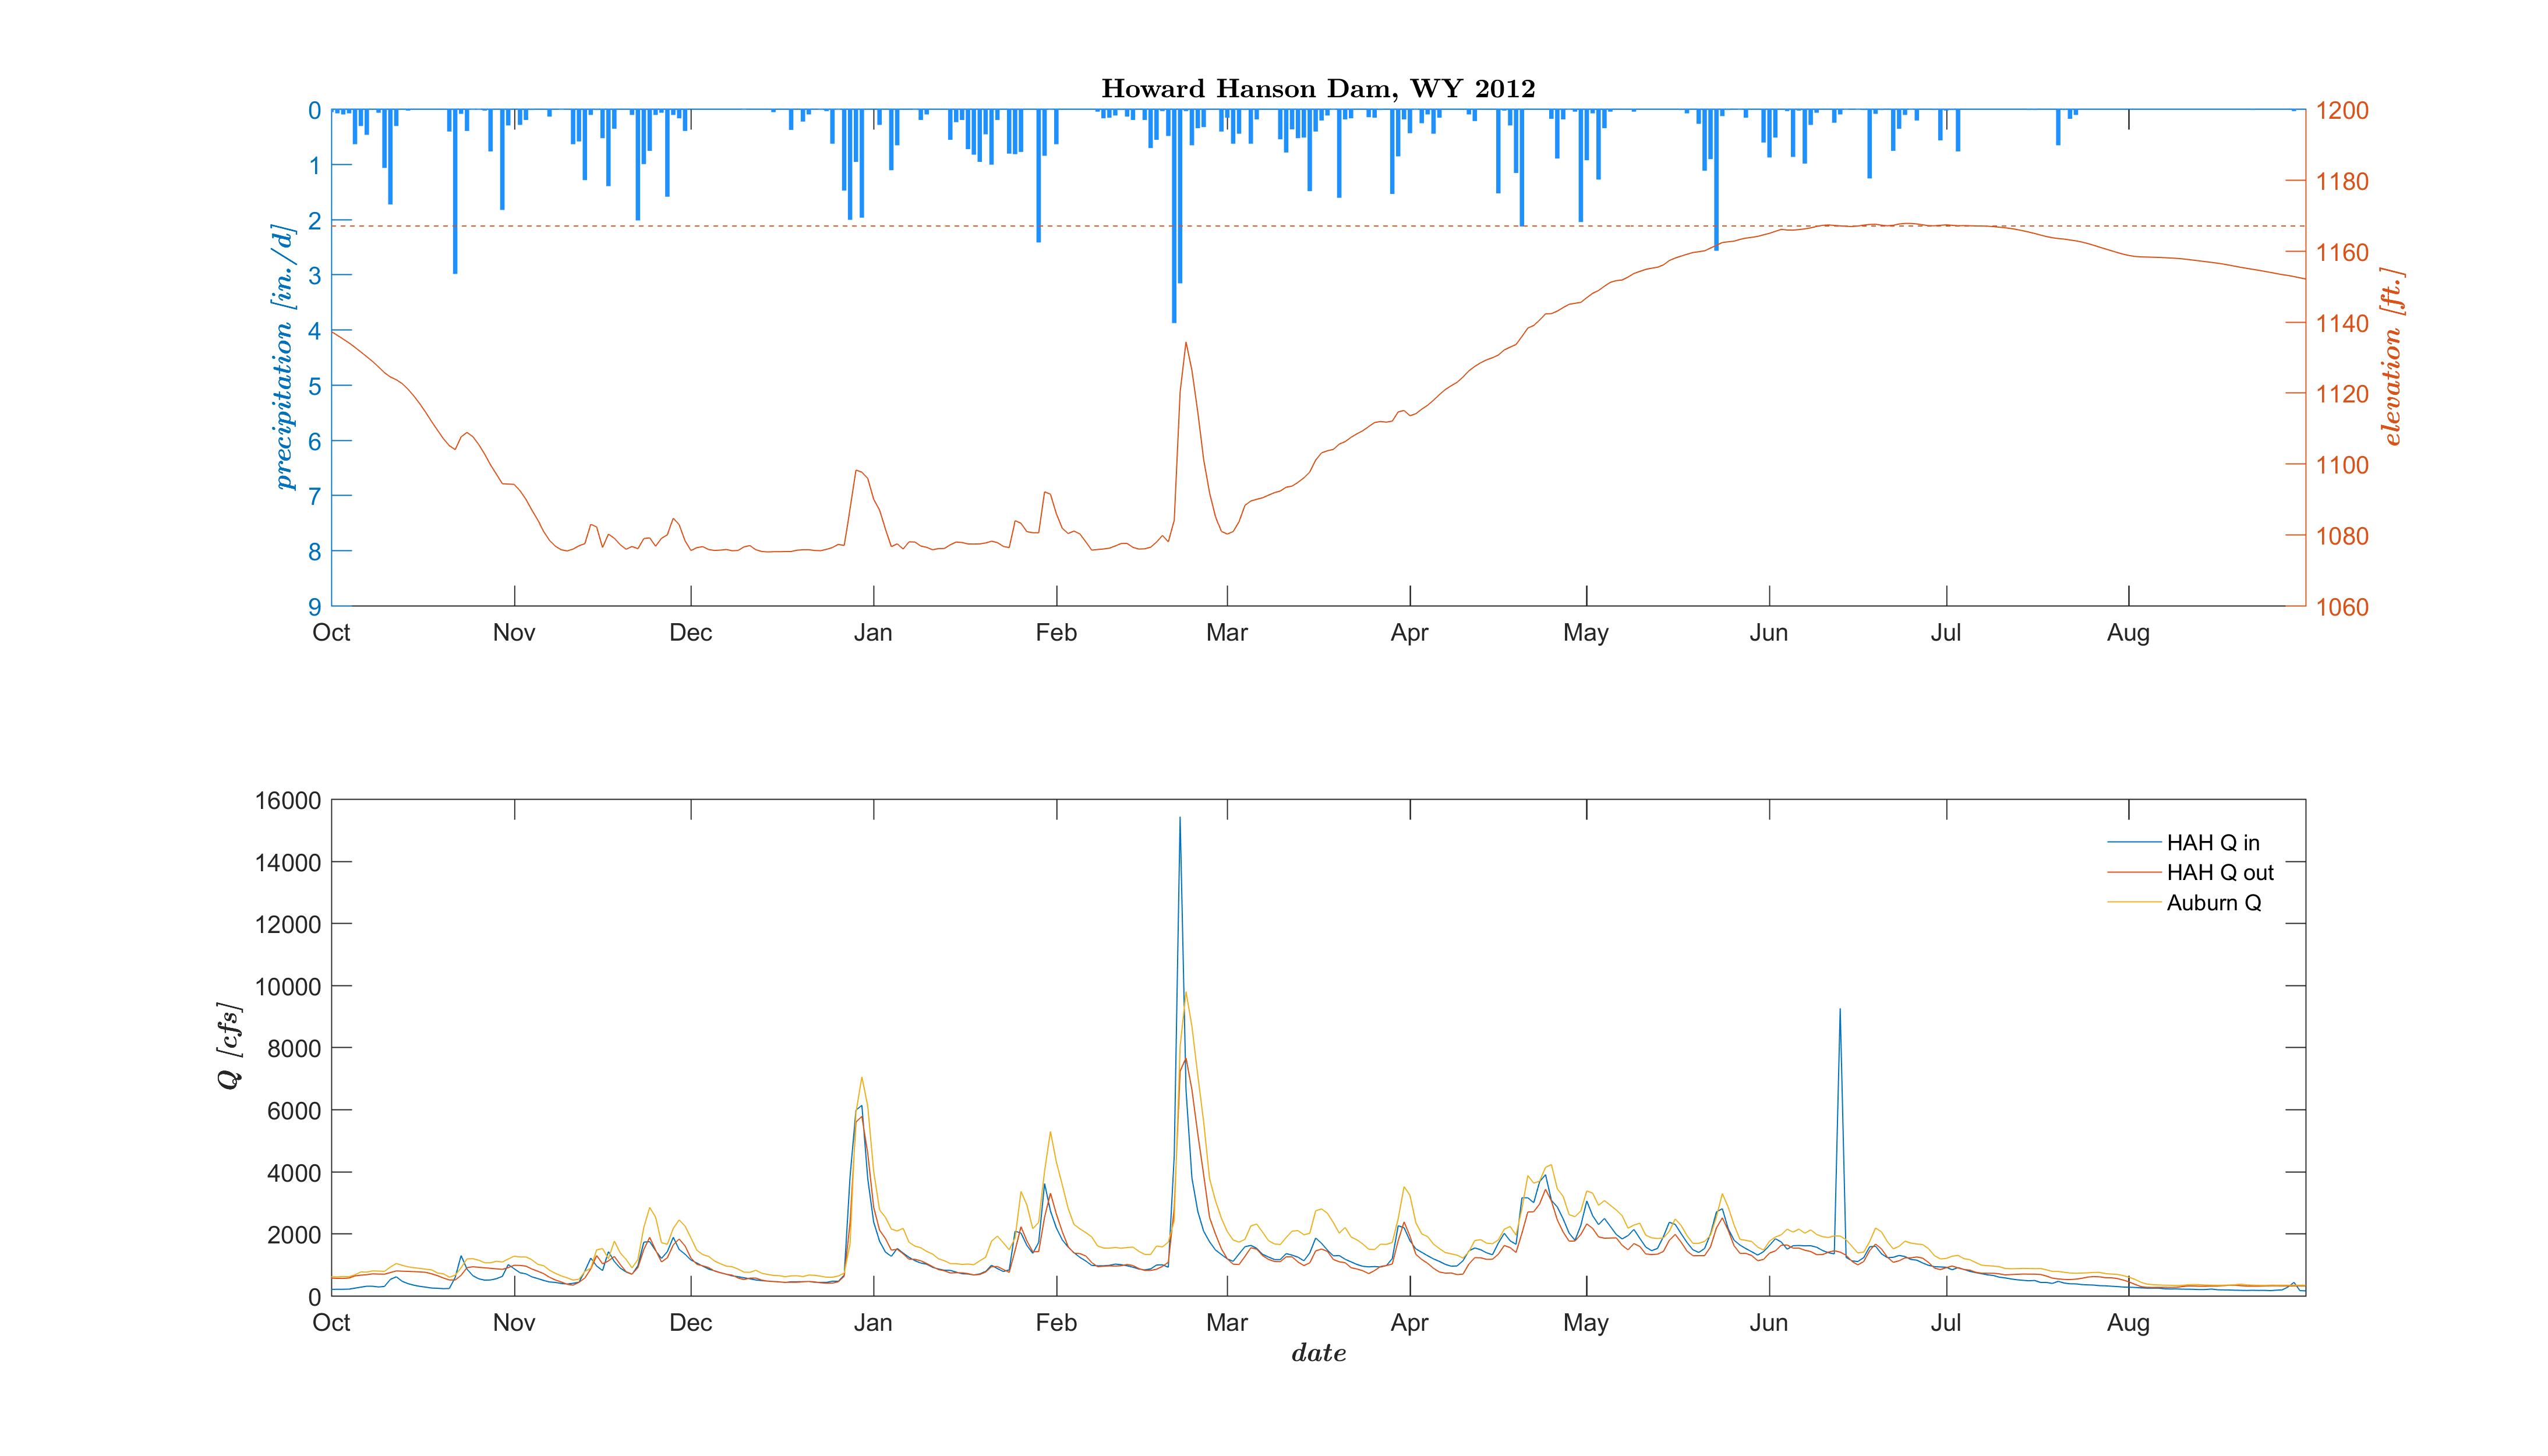 Howard Hanson Dam, WY 2012
precipitation [in./d]
0
1
2
3
4
5
6
7
8
9
elevation [ft.]
1200
1180
1160
1140
1120
1100
1080
1060
Oct Nov Dec Jan Feb Mar Apr May Jun Jul Aug
Q [cfs]
16000
14000
12000
10000
8000
6000
4000
2000
0
HAH Q in
HAH Q out
Auburn Q
Oct Nov Dec Jan Feb Mar Apr May Jun Jul Aug
date